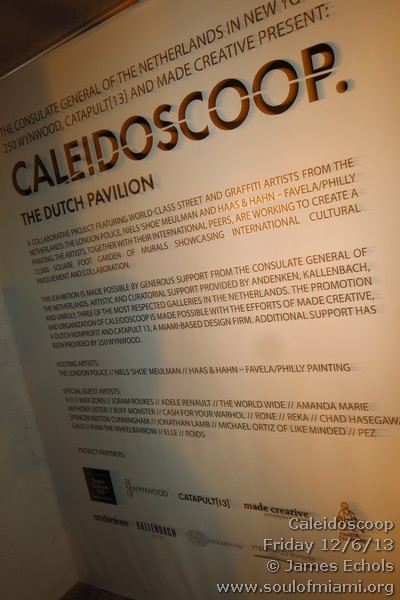 THE CONSULATE GENERAL OF THE NETHERLANDS IN NEW
250 WYNWOOD, CATAPULT[13] AND MADE CREATIVE PRESENT:
CALEIDOSCOOP.
THE DUTCH PAVILION
A COLLABORATIVE PROJECT FEATURING WORLD-CLASS STREET AND GRAFFITI ARTISTS FROM THE
NETHERLANDS: THE LONDON POLICE, NIELS 'SHOE' MEULMAN AND HAAS & HAHN – FAVELA/PHILLY
PAINTING. THE ARTISTS, TOGETHER WITH THEIR INTERNATIONAL PEERS, ARE WORKING TO CREATE A
13,000 SQUARE FOOT GARDEN OF MURALS SHOWCASING INTERNATIONAL CULTURAL
ENGAGEMENT AND COLLABORATION.
THIS EXHIBITION IS MADE POSSIBLE BY GENEROUS SUPPORT FROM THE CONSULATE GENERAL OF
THE NETHERLANDS. ARTISTIC AND CURATORIAL SUPPORT PROVIDED BY ANDENKEN, KALLENBACH,
AND UNRULY, THREE OF THE MOST RESPECTED GALLERIES IN THE NETHERLANDS. THE PROMOTION
AND ORGANIZATION OF CALEIDOSCOOP IS MADE POSSIBLE WITH THE EFFORTS OF MADE CREATIVE,
A DUTCH NONPROFIT AND CATAPULT 13, A MIAMI-BASED DESIGN FIRM. ADDITIONAL SUPPORT HAS
BEEN PROVIDED BY 250 WYNWOOD.
HOSTING ARTISTS:
THE LONDON POLICE // NIELS 'SHOE' MEULMAN // HAAS & HAHN – FAVELA/PHILLY PAINTING
SPECIAL GUEST ARTISTS:
MAX ZORN // JORAM ROUKES // ADELE RENAULT // THE WORLD WIDE // AMANDA MARIE
ANTHONY LISTER // BUFF MONSTER // CASH FOR YOUR WARHOL // RONE // REKA // CHAD HASEGAWA
SPENCER KEETON CUNNINGHAM // JONATHAN LAMB // MICHAEL ORTIZ OF LIKE MINDED // PEZ
RYAN THE WHEELBARROW // ELLE // ROIDS
PROJECT PARTNERS:
WYNWOOD CATAPULT[13] made creative
andenken KALLENBACH
Caleidoscoop
Friday 12/6/13
© James Echols
www.soulofmiami.org